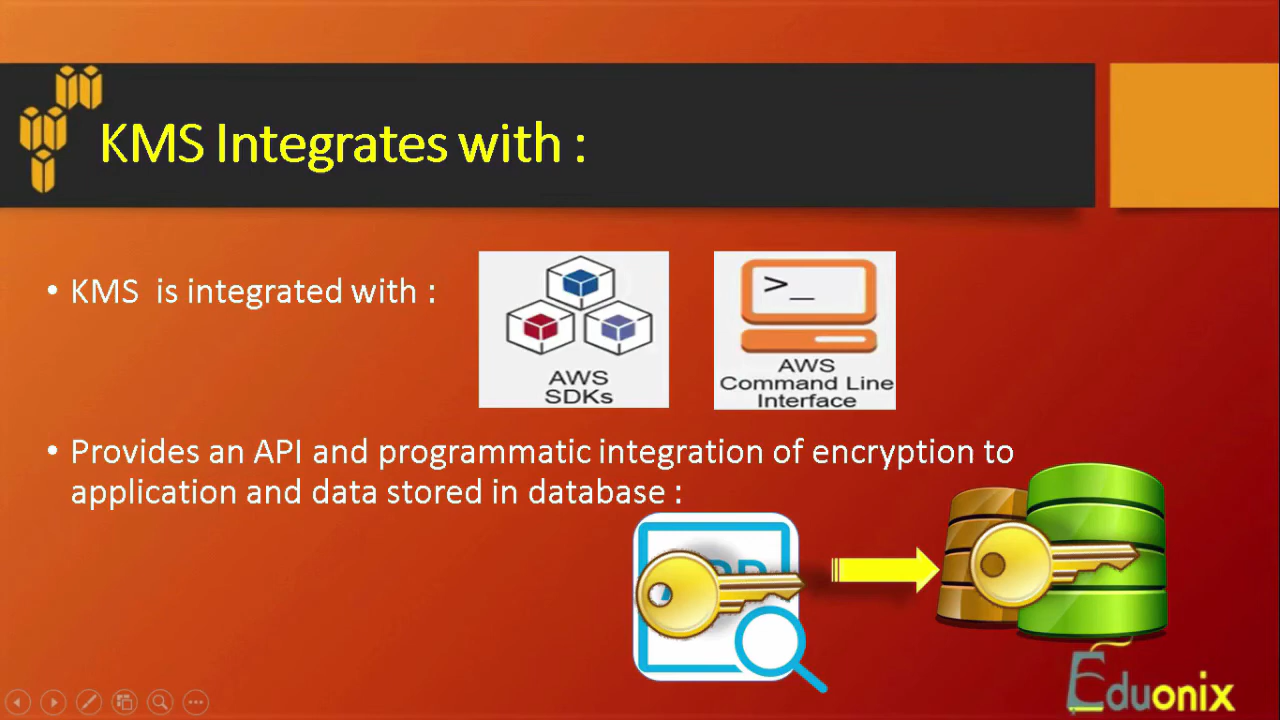 KMS Integrates with :
• KMS is integrated with :
AWS
SDKs
>_
AWS
Command Line
Interface
• Provides an API and programmatic integration of encryption to
application and data stored in database :
Eduonix